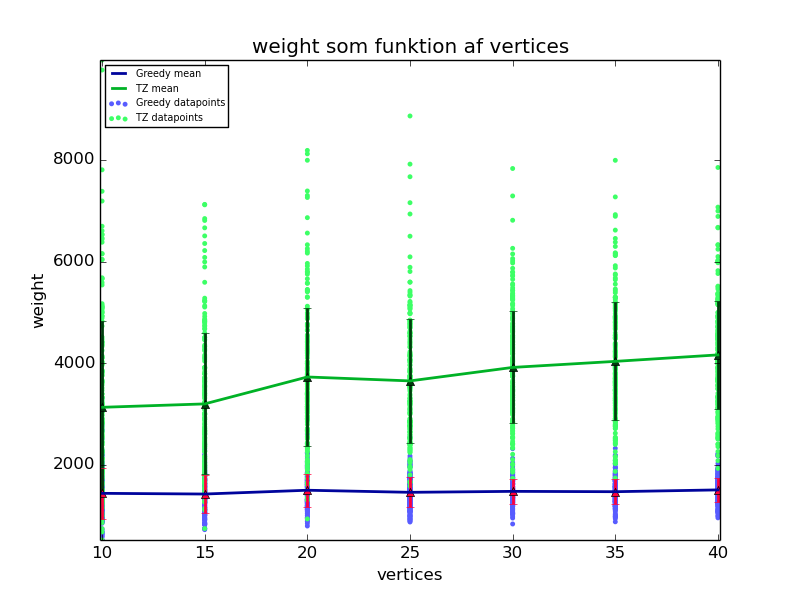 weight som funktion af vertices
Greedy mean
TZ mean
Greedy datapoints
TZ datapoints
8000
6000
4000
2000
weight
10 15 20 25 30 35 40
vertices